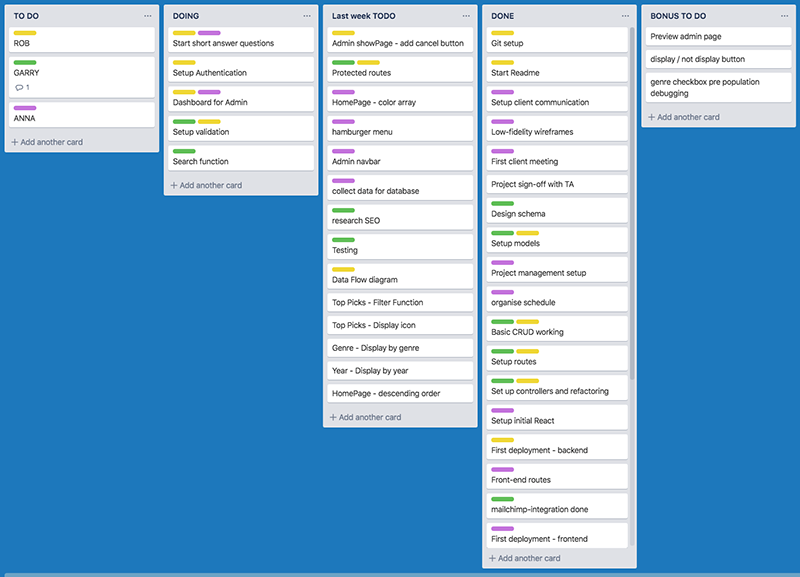 TO DO
ROB
GARRY
1
ANNA
+ Add another card
DOING
Start short answer questions
Setup Authentication
Dashboard for Admin
Setup validation
Search function
+ Add another card
Last week TODO
Admin showPage - add cancel button
Protected routes
HomePage - color array
hamburger menu
Admin navbar
collect data for database
research SEO
Testing
Data Flow diagram
Top Picks - Filter Function
Top Picks - Display icon
Genre - Display by genre
Year - Display by year
HomePage - descending order
+ Add another card
DONE
Git setup
Start Readme
Setup client communication
Low-fidelity wireframes
First client meeting
Project sign-off with TA
Design schema
Setup models
Project management setup
organise schedule
Basic CRUD working
Setup routes
Set up controllers and refactoring
Setup initial React
First deployment - backend
Front-end routes
mailchimp-integration done
First deployment - frontend
+ Add another card
BONUS TO DO
Preview admin page
display / not display button
genre checkbox pre population
debugging
+ Add another card